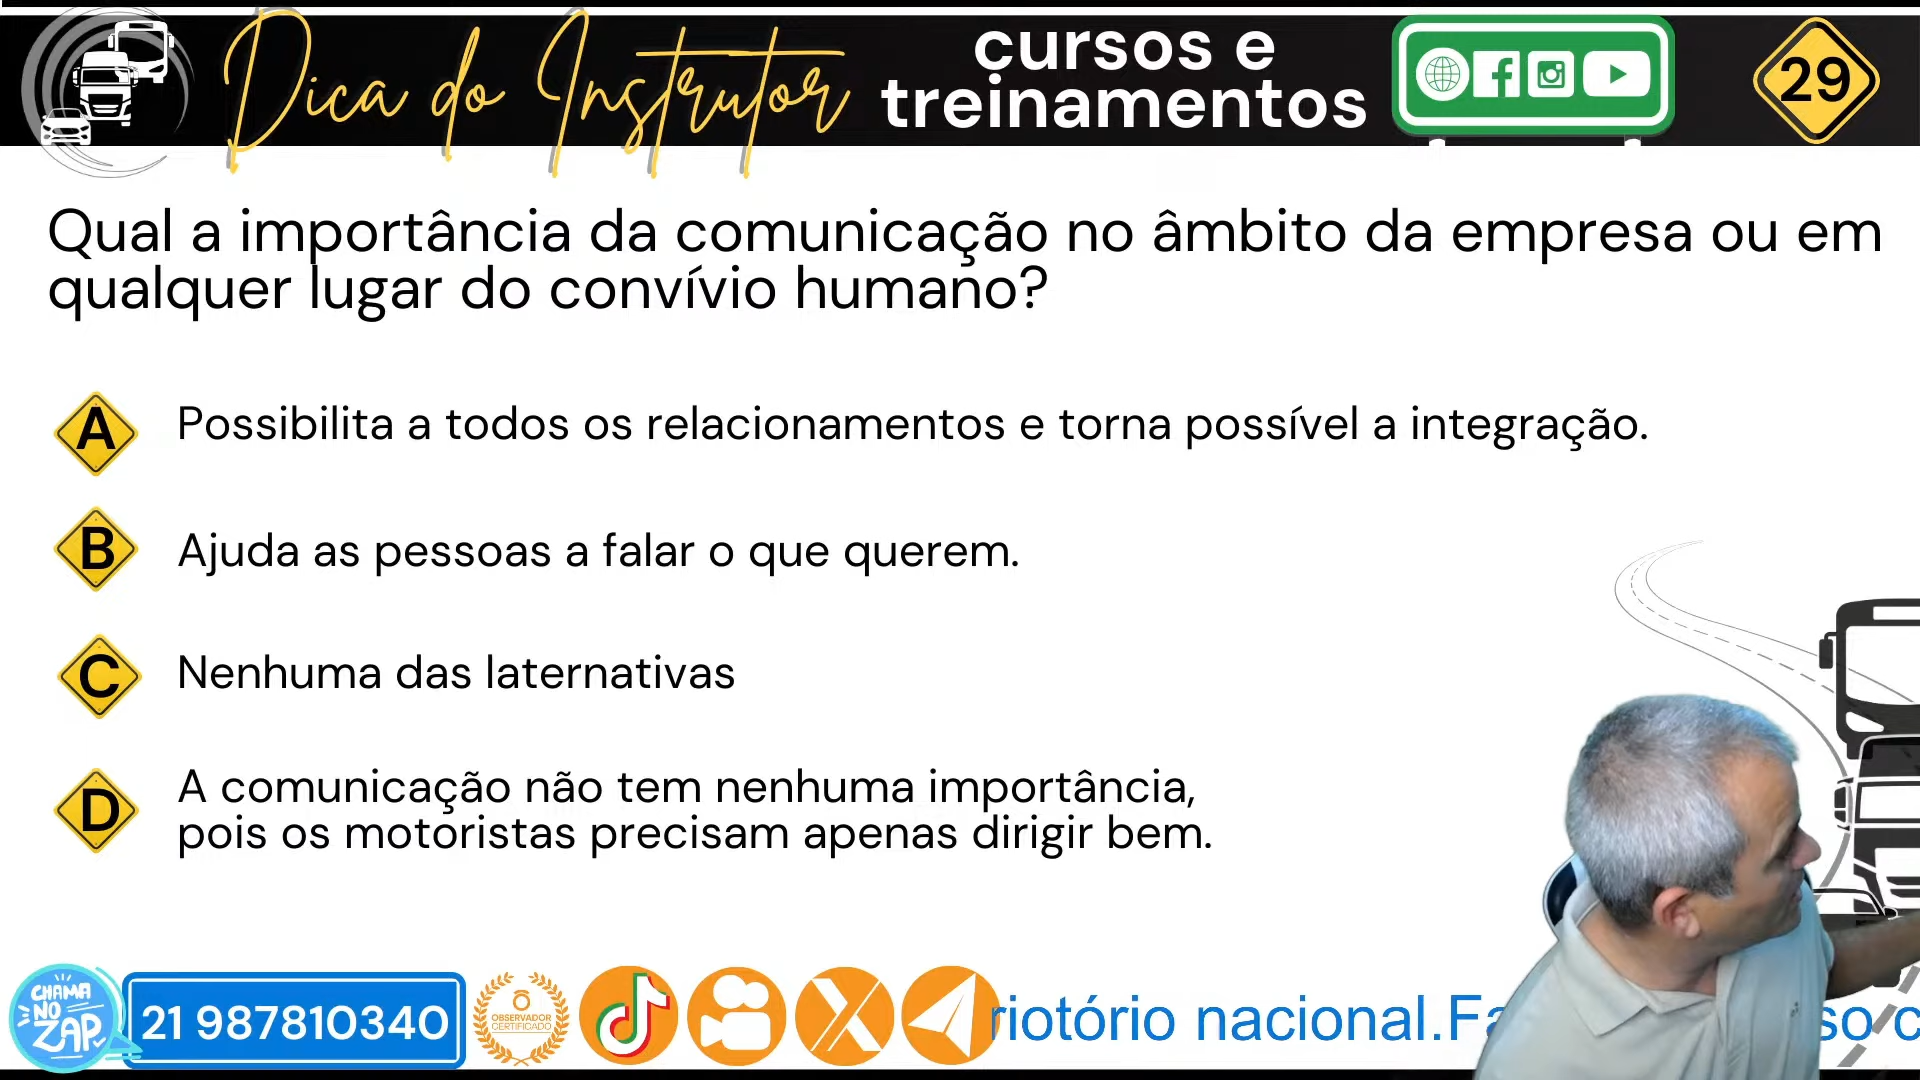 Dica do Instrutor
cursos e
treinamentos
29
Qual a importância da comunicação no âmbito da empresa ou em
qualquer lugar do convívio humano?
A Possibilita a todos os relacionamentos e torna possível a integração.
B Ajuda as pessoas a falar o que querem.
C Nenhuma das laternativas
D A comunicação não tem nenhuma importância,
pois os motoristas precisam apenas dirigir bem.
CHAMA
NO
ZAP
21 987810340
OBSERVADOR
CERTIFICADO
riotório nacional.Fa so c